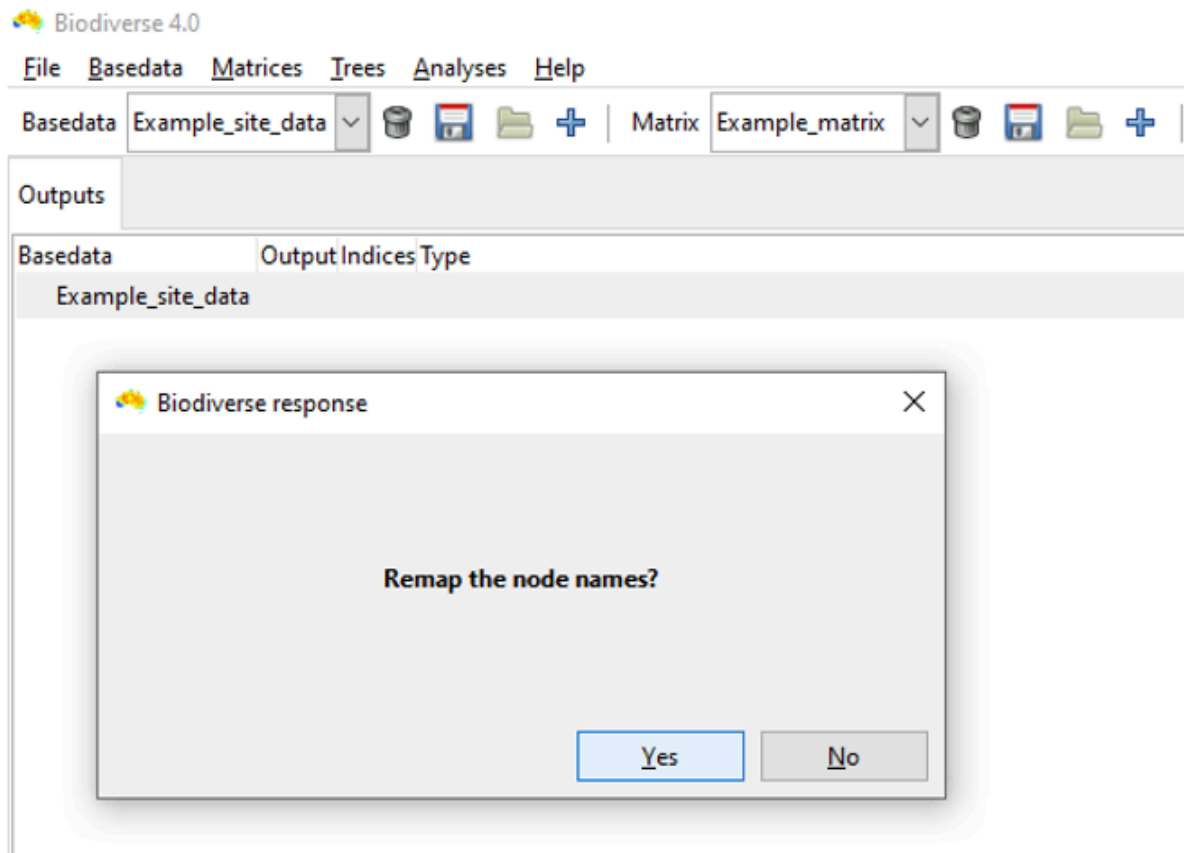 Biodiverse 4.0
File Basedata Matrices Trees Analyses Help
Basedata Example_site_data Matrix Example_matrix
Outputs
Basedata Output Indices Type
Example_site_data
Biodiverse response
Remap the node names?
Yes No